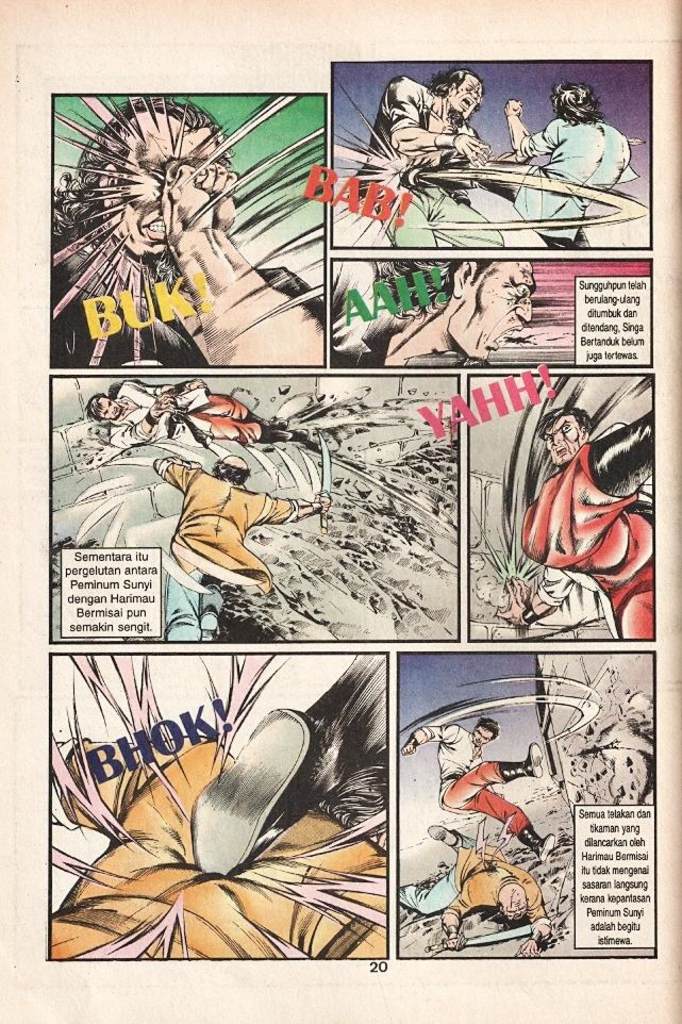 BUK!
BAB!
AAH!
Sungguhpun telah
berulang-ulang
ditumbuk dan
ditendang, Singa
Bertanduk belum
juga tertewas.
Sementara itu
pergelutan antara
Peminum Sunyi
dengan Harimau
Bermisai pun
semakin sengit.
YAHH!
BHOK!
Semua telakan dan
tikaman yang
dilancarkan oleh
Harimau Bermisai
itu tidak mengenai
sasaran langsung
kerana kepantasan
Peminum Sunyi
adalah begitu
istimewa.
20